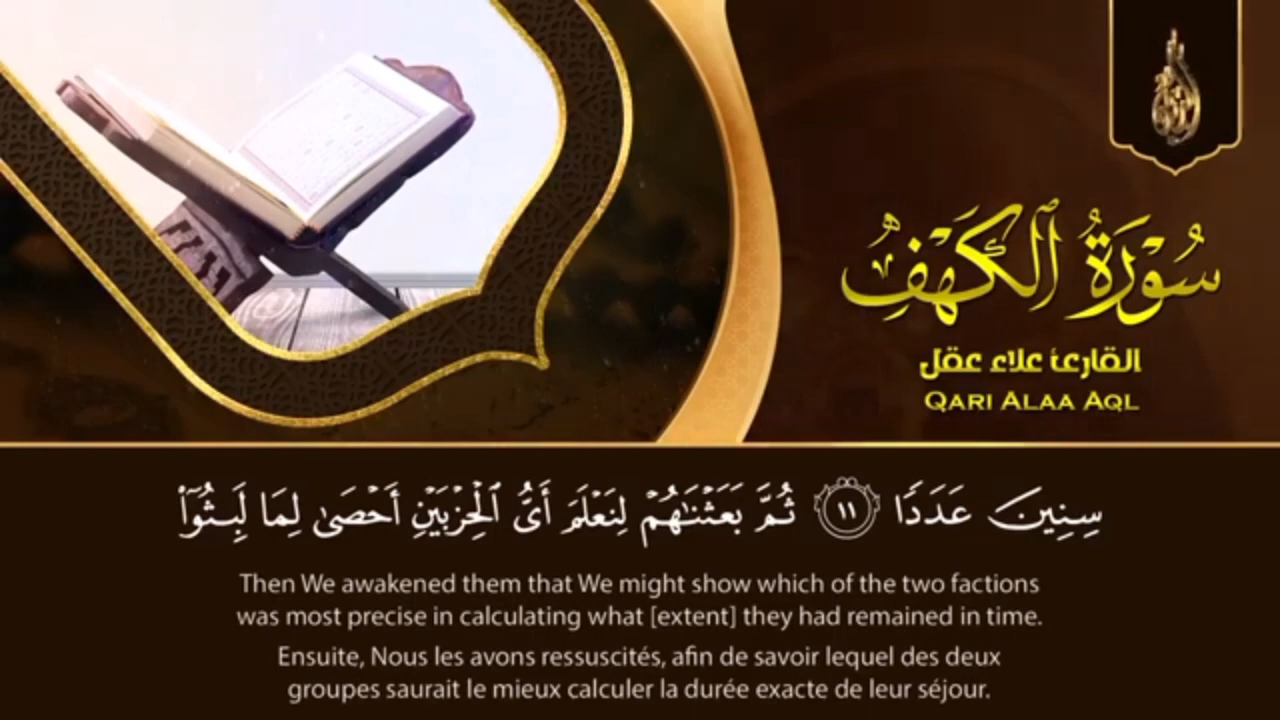 سُورَةُ ٱلْكَهْفِ
القارئ علاء عقل
QARI ALAA AQL
سِنِينَ عَدَدًا ١١ ثُمَّ بَعَثْنَٰهُمْ لِنَعْلَمَ أَىُّ ٱلْحِزْبَيْنِ أَحْصَىٰ لِمَا لَبِثُوٓا۟
Then We awakened them that We might show which of the two factions
was most precise in calculating what [extent] they had remained in time.
Ensuite, Nous les avons ressuscités, afin de savoir lequel des deux
groupes saurait le mieux calculer la durée exacte de leur séjour.